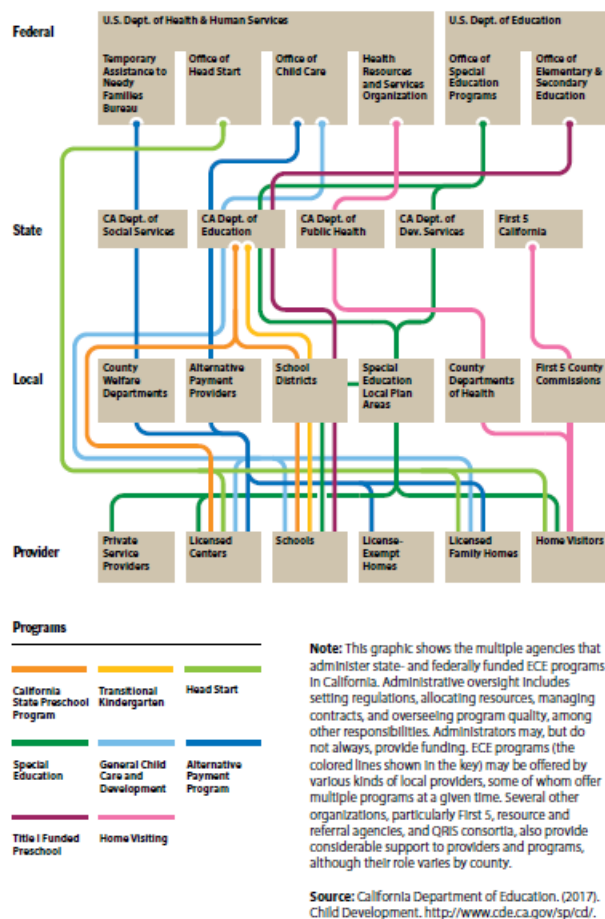 Federal
U.S. Dept. of Health & Human Services
U.S. Dept. of Education
Temporary
Assistance to
Needy
Families
Bureau
Office of
Head Start
Office of
Child Care
Health
Resources
and Services
Organization
Office of
Special
Education
Programs
Office of
Elementary &
Secondary
Education
State
CA Dept. of
Social Services
CA Dept. of
Education
CA Dept. of
Public Health
CA Dept. of
Dev. Services
First 5
California
Local
County
Welfare
Departments
Alternative
Payment
Providers
School
Districts
Special
Education
Local Plan
Areas
County
Departments
of Health
First 5 County
Commissions
Provider
Private
Service
Providers
Licensed
Centers
Schools
License-
Exempt
Homes
Licensed
Family Homes
Home Visitors
Programs
California
State Preschool
Program
Transitional
Kindergarten
Head Start
Special
Education
General Child
Care and
Development
Alternative
Payment
Program
Title I Funded
Preschool
Home Visiting
Note: This graphic shows the multiple agencies that
administer state- and federally funded ECE programs
in California. Administrative oversight includes
setting regulations, allocating resources, managing
contracts, and overseeing program quality, among
other responsibilities. Administrators may, but do
not always, provide funding. ECE programs (the
colored lines shown in the key) may be offered by
various kinds of local providers, some of whom offer
multiple programs at a given time. Several other
organizations, particularly First 5, resource and
referral agencies, and QRIS consortia, also provide
considerable support to providers and programs,
although their role varies by county.
Source: California Department of Education. (2017).
Child Development. http://www.cde.ca.gov/sp/cd/.